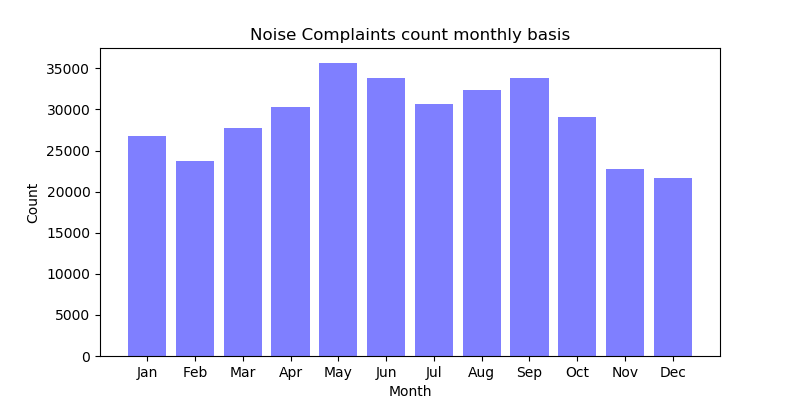 Noise Complaints count monthly basis
Count
35000
30000
25000
20000
15000
10000
5000
0
Jan Feb Mar Apr May Jun Jul Aug Sep Oct Nov Dec
Month